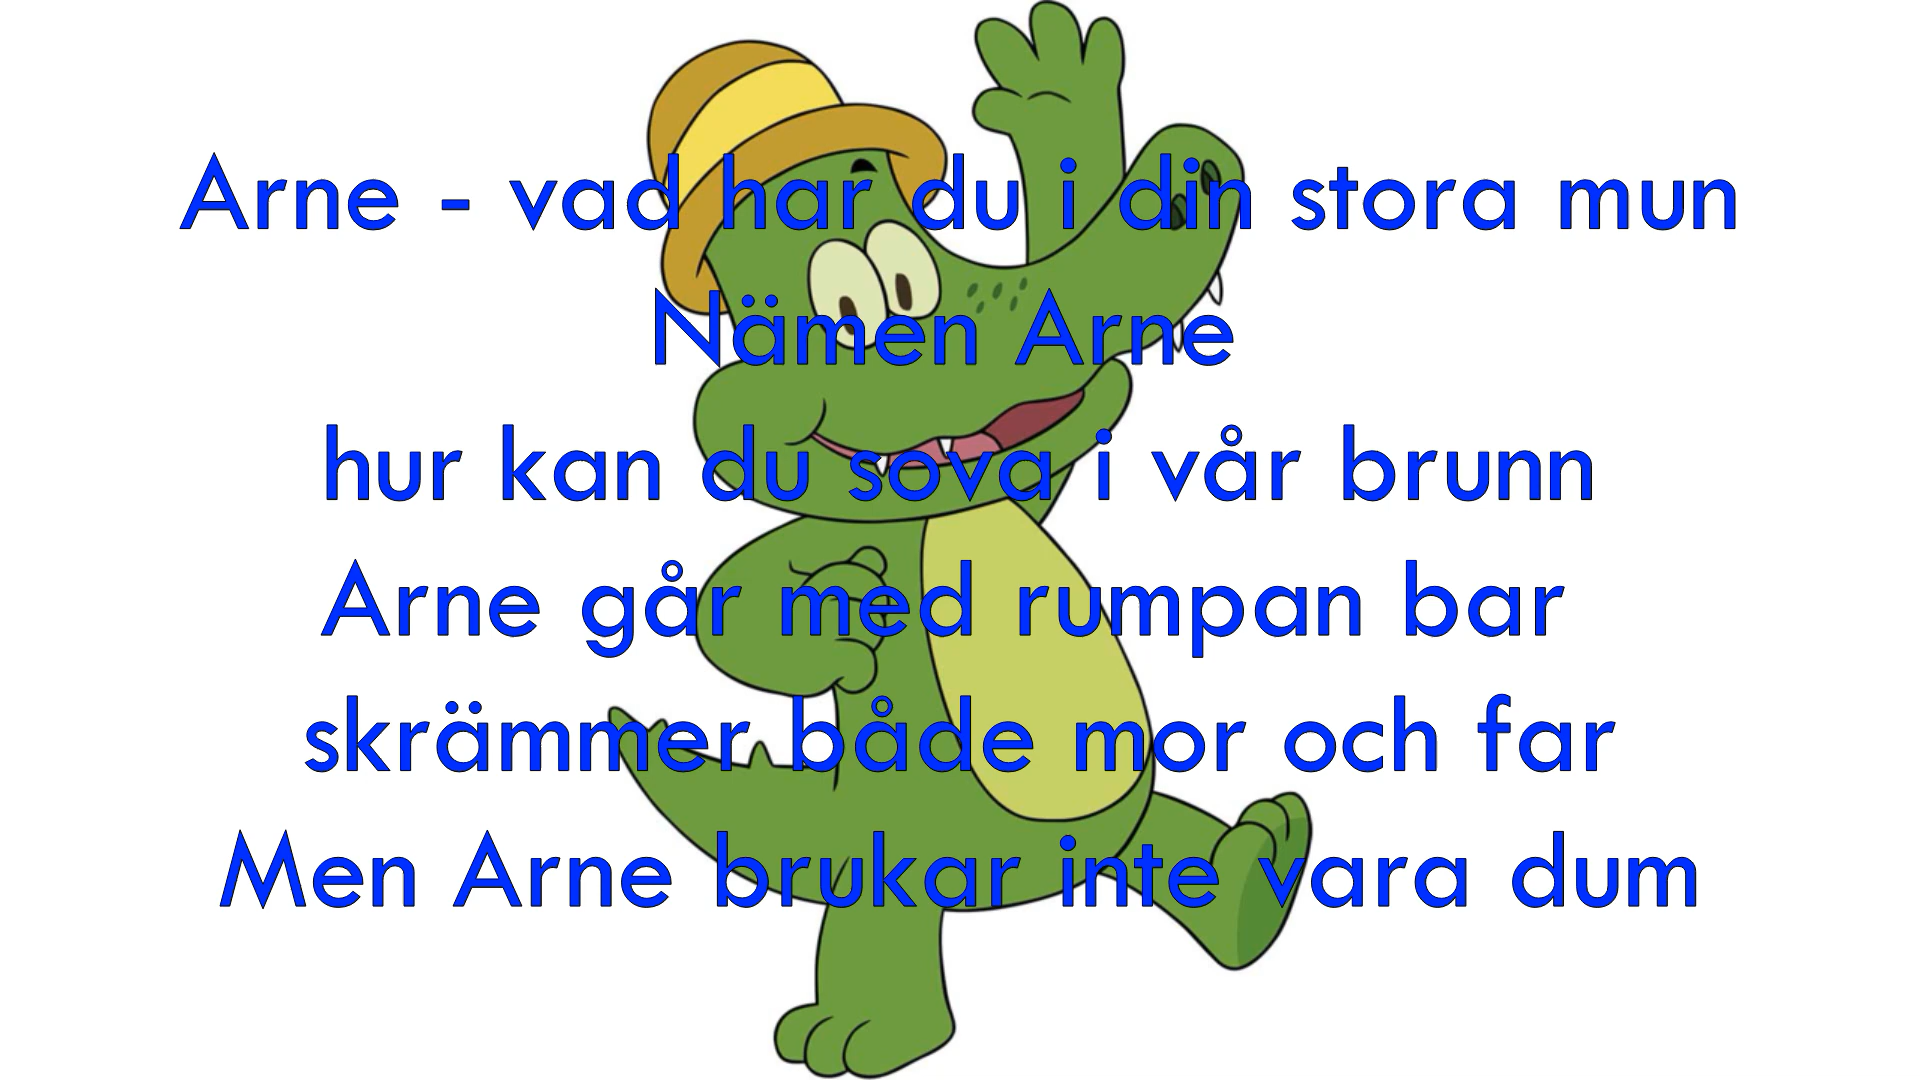 Arne - vad har du i din stora mun
Nämen Arne
hur kan du sova i vår brunn
Arne går med rumpan bar
skrämmer både mor och far
Men Arne brukar inte vara dum